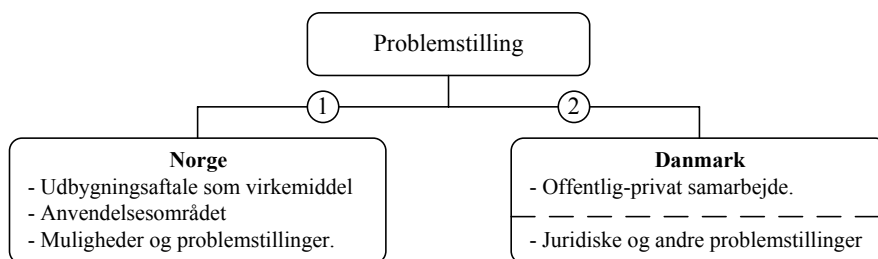 Problemstilling
1
2
Norge
- Udbygningsaftale som virkemiddel
- Anvendelsesområdet
- Muligheder og problemstillinger.
Danmark
- Offentlig-privat samarbejde.
- Juridiske og andre problemstillinger